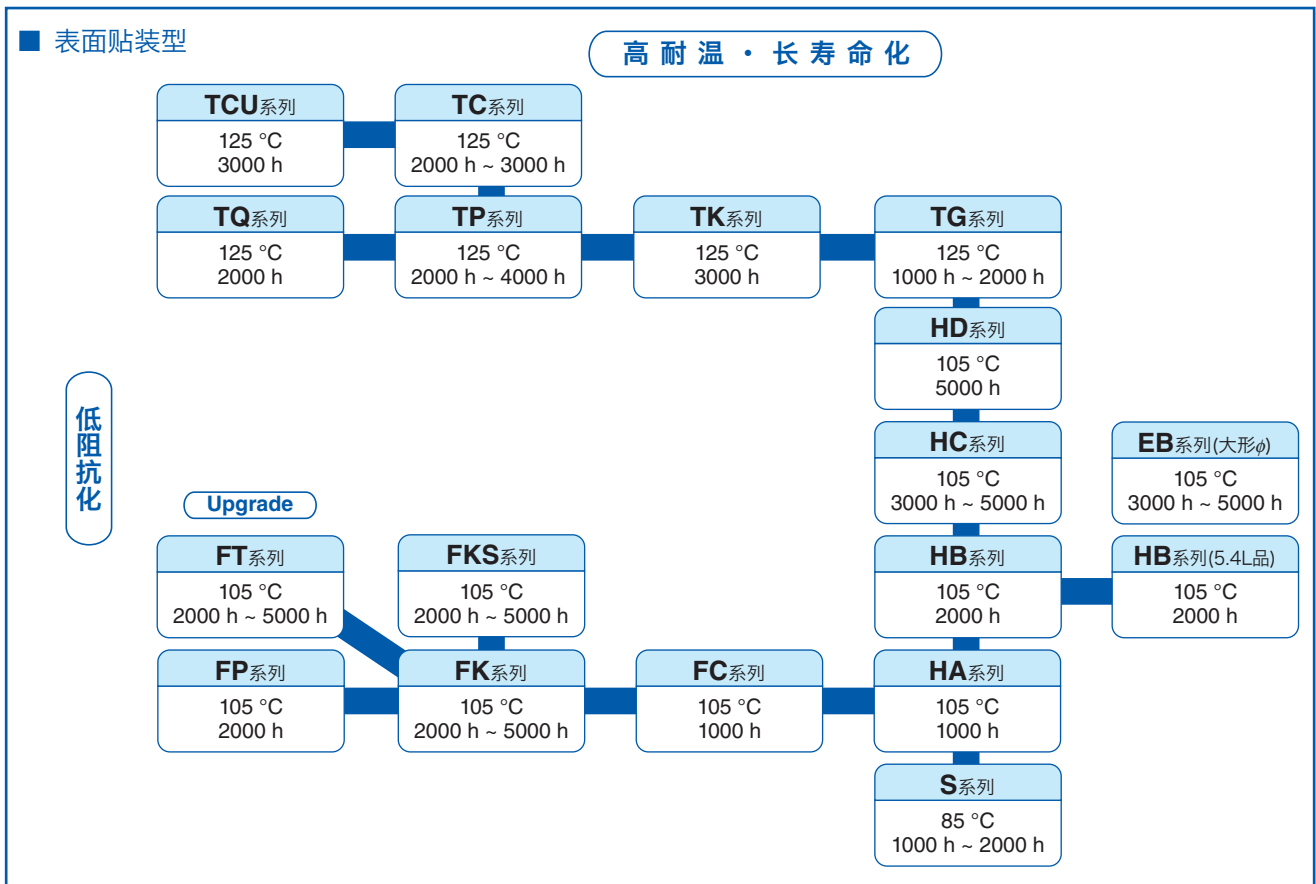 ■ 表面贴装型
高耐温・长寿命化
TCU系列
125 °C
3000 h
TC系列
125 °C
2000 h ~ 3000 h
TQ系列
125 °C
2000 h
TP系列
125 °C
2000 h ~ 4000 h
TK系列
125 °C
3000 h
TG系列
125 °C
1000 h ~ 2000 h
HD系列
105 °C
5000 h
低阻抗化
HC系列
105 °C
3000 h ~ 5000 h
EB系列(大形ϕ)
105 °C
3000 h ~ 5000 h
Upgrade
FT系列
105 °C
2000 h ~ 5000 h
FKS系列
105 °C
2000 h ~ 5000 h
HB系列
105 °C
2000 h
HB系列(5.4L品)
105 °C
2000 h
FP系列
105 °C
2000 h
FK系列
105 °C
2000 h ~ 5000 h
FC系列
105 °C
1000 h
HA系列
105 °C
1000 h
S系列
85 °C
1000 h ~ 2000 h